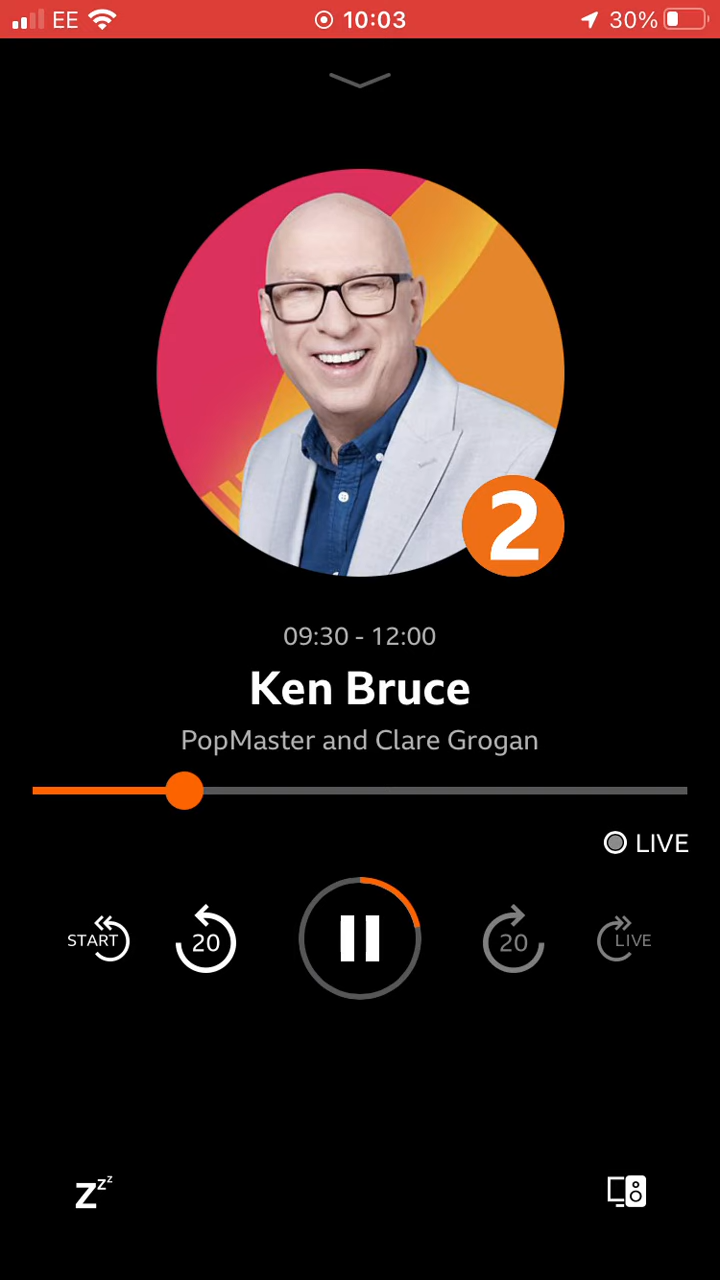 EE 10:03 30%
2
09:30 - 12:00
Ken Bruce
PopMaster and Clare Grogan
LIVE
START 20 20 LIVE
Zzz